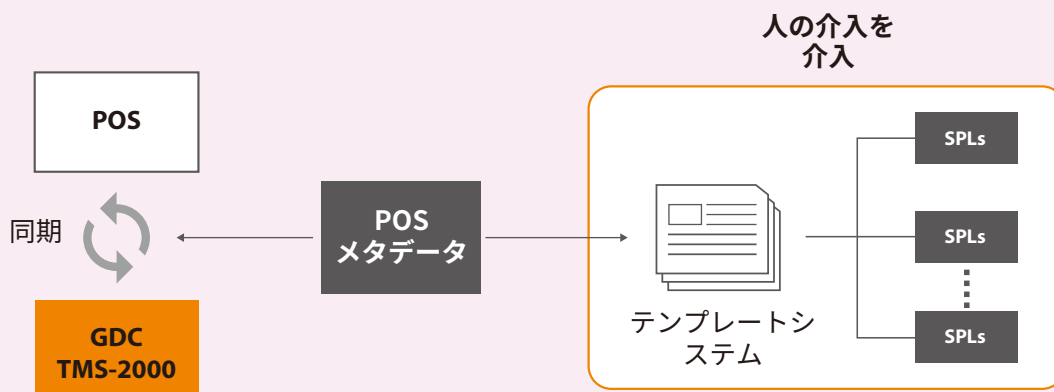 人の介入を
介入
POS
同期
GDC
TMS-2000
POS
メタデータ
テンプレートシ
ステム
SPLs
SPLs
SPLs